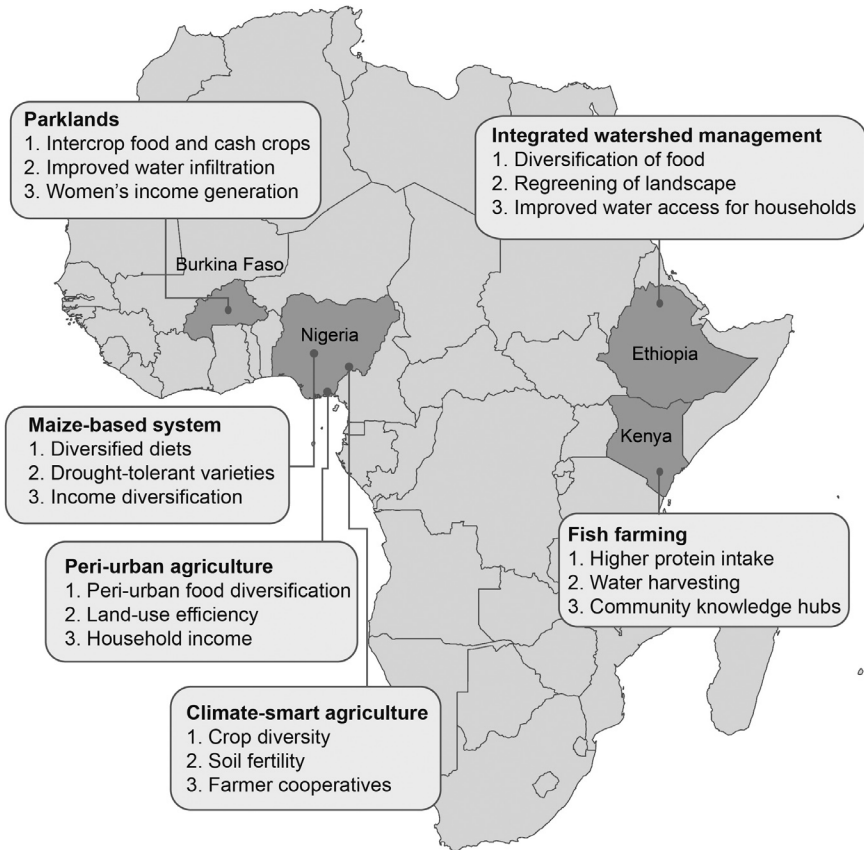 Parklands
1. Intercrop food and cash crops
2. Improved water infiltration
3. Women's income generation
Integrated watershed management
1. Diversification of food
2. Regreening of landscape
3. Improved water access for households
Burkina Faso
Nigeria
Ethiopia
Kenya
Maize-based system
1. Diversified diets
2. Drought-tolerant varieties
3. Income diversification
Fish farming
1. Higher protein intake
2. Water harvesting
3. Community knowledge hubs
Peri-urban agriculture
1. Peri-urban food diversification
2. Land-use efficiency
3. Household income
Climate-smart agriculture
1. Crop diversity
2. Soil fertility
3. Farmer cooperatives